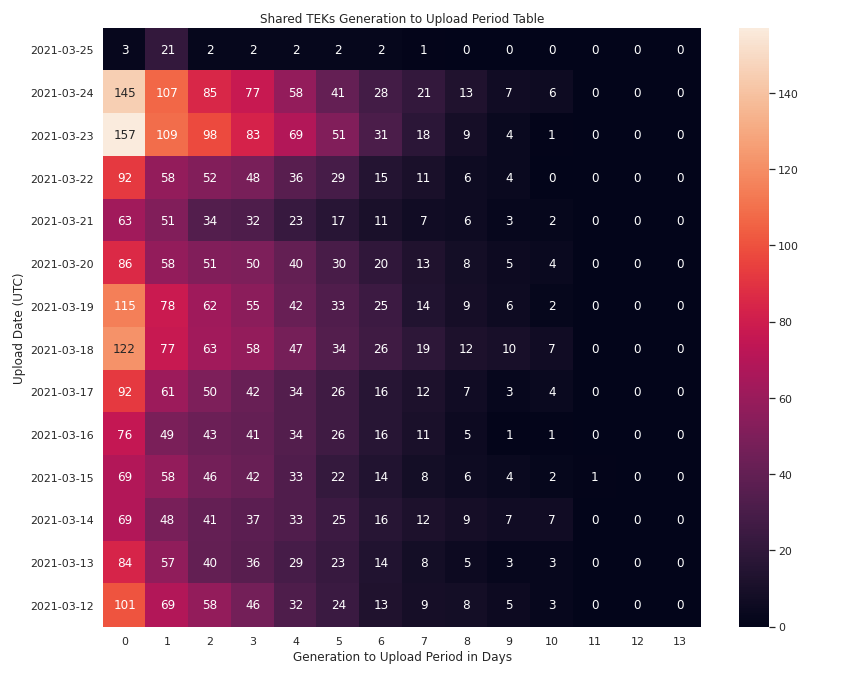 Shared TEKs Generation to Upload Period Table
Upload Date (UTC)
2021-03-25 3 21 2 2 2 2 2 1 0 0 0 0 0 0
2021-03-24 145 107 85 77 58 41 28 21 13 7 6 0 0 0
2021-03-23 157 109 98 83 69 51 31 18 9 4 1 0 0 0
2021-03-22 92 58 52 48 36 29 15 11 6 4 0 0 0 0
2021-03-21 63 51 34 32 23 17 11 7 6 3 2 0 0 0
2021-03-20 86 58 51 50 40 30 20 13 8 5 4 0 0 0
2021-03-19 115 78 62 55 42 33 25 14 9 6 2 0 0 0
2021-03-18 122 77 63 58 47 34 26 19 12 10 7 0 0 0
2021-03-17 92 61 50 42 34 26 16 12 7 3 4 0 0 0
2021-03-16 76 49 43 41 34 26 16 11 5 1 1 0 0 0
2021-03-15 69 58 46 42 33 22 14 8 6 4 2 1 0 0
2021-03-14 69 48 41 37 33 25 16 12 9 7 7 0 0 0
2021-03-13 84 57 40 36 29 23 14 8 5 3 3 0 0 0
2021-03-12 101 69 58 46 32 24 13 9 8 5 3 0 0 0
0 1 2 3 4 5 6 7 8 9 10 11 12 13
Generation to Upload Period in Days
140
120
100
80
60
40
20
0